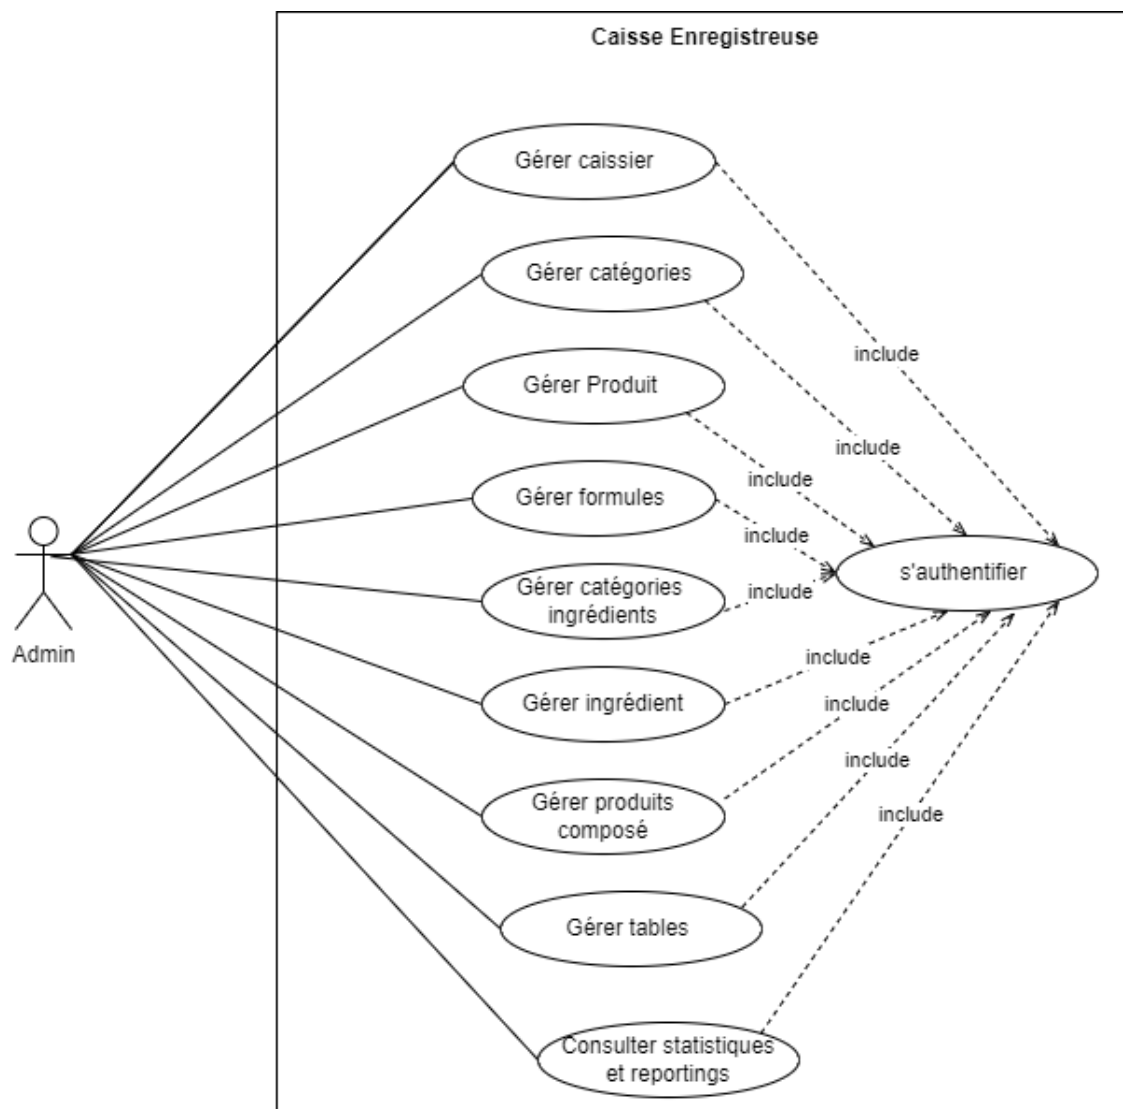 Caisse Enregistreuse
Gérer caissier
Gérer catégories
include
Gérer Produit
include
include
Gérer formules
include
s'authentifier
Gérer catégories
ingrédients
include
Admin
include
Gérer ingrédient
include
Gérer produits
composé
include
include
Gérer tables
Consulter statistiques
et reportings